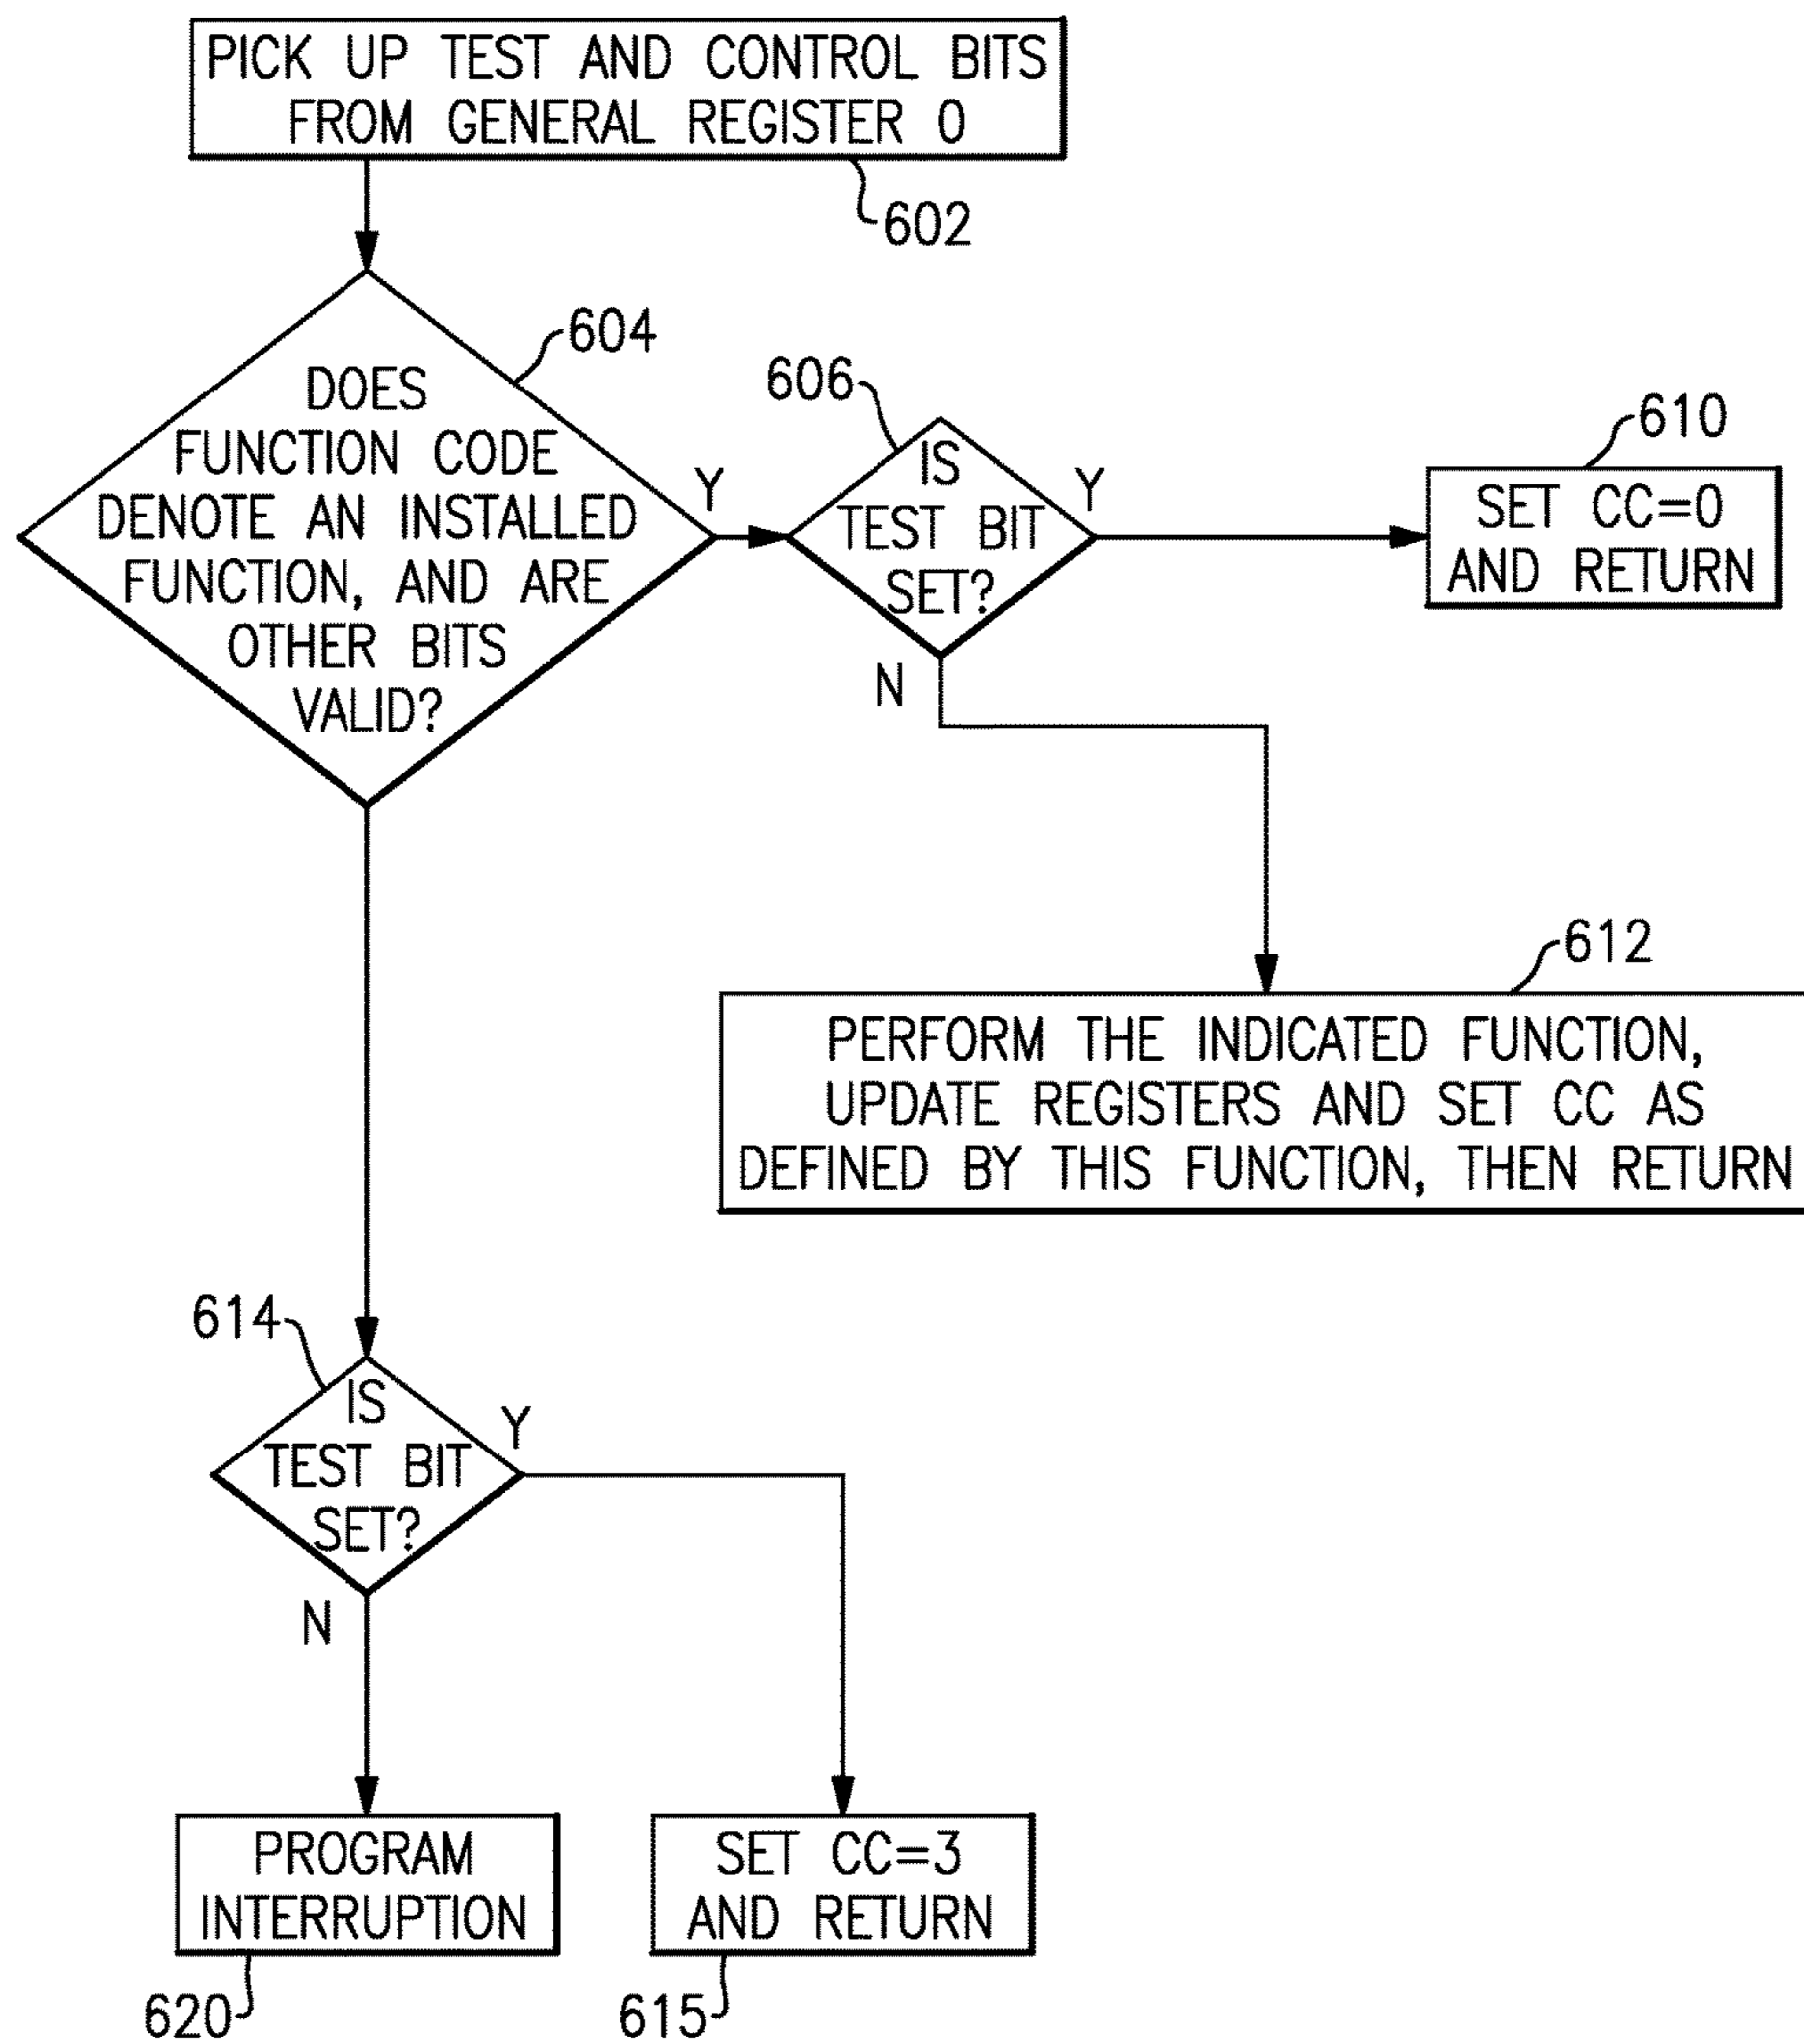 PICK UP TEST AND CONTROL BITS
FROM GENERAL REGISTER 0
602
604
DOES
FUNCTION CODE
DENOTE AN INSTALLED
FUNCTION, AND ARE
OTHER BITS
VALID?
Y
606
IS
TEST BIT
SET?
Y
N
610
SET CC=0
AND RETURN
612
PERFORM THE INDICATED FUNCTION,
UPDATE REGISTERS AND SET CC AS
DEFINED BY THIS FUNCTION, THEN RETURN
614
IS
TEST BIT
SET?
Y
N
PROGRAM
INTERRUPTION
620
SET CC=3
AND RETURN
615